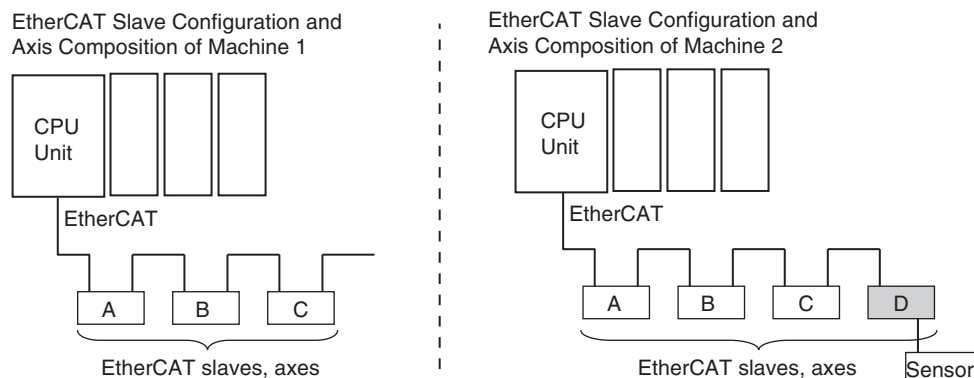 EtherCAT Slave Configuration and
Axis Composition of Machine 1
CPU
Unit
EtherCAT
A B C
EtherCAT slaves, axes
EtherCAT Slave Configuration and
Axis Composition of Machine 2
CPU
Unit
EtherCAT
A B C D
EtherCAT slaves, axes
Sensor